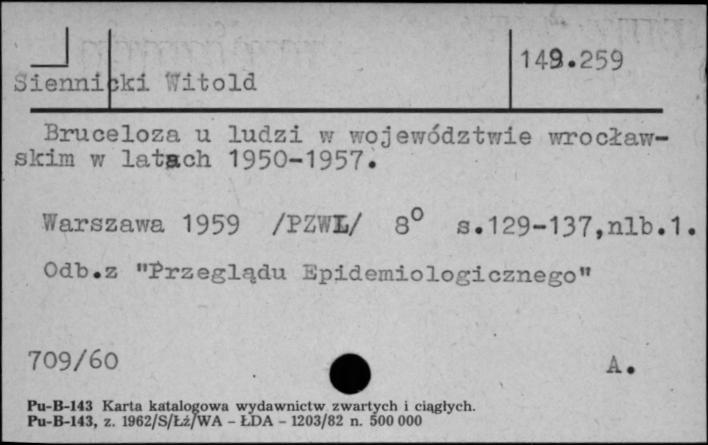 149.259
Siennicki Witold
Bruceloza u ludzi w województwie wrocław-
skim w latach 1950-1957.
Warszawa 1959 /PZWL/ 8° s.129-137,nlb.1.
Odb.z "Przeglądu Epidemiologicznego"
709/60 A.
Pu-B-143 Karta katalogowa wydawnictw zwartych i ciągłych.
Pu-B-143, z. 1962/S/Łż/WA - ŁDA - 1203/82 n. 500 000